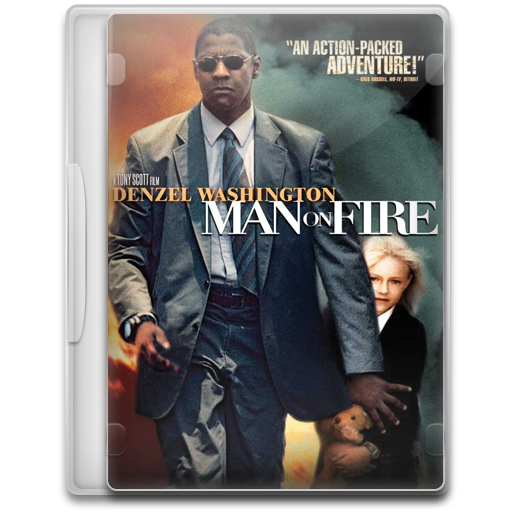 "AN ACTION-PACKED
ADVENTURE!"
A TONY SCOTT FILM
DENZEL WASHINGTON
MAN ON FIRE